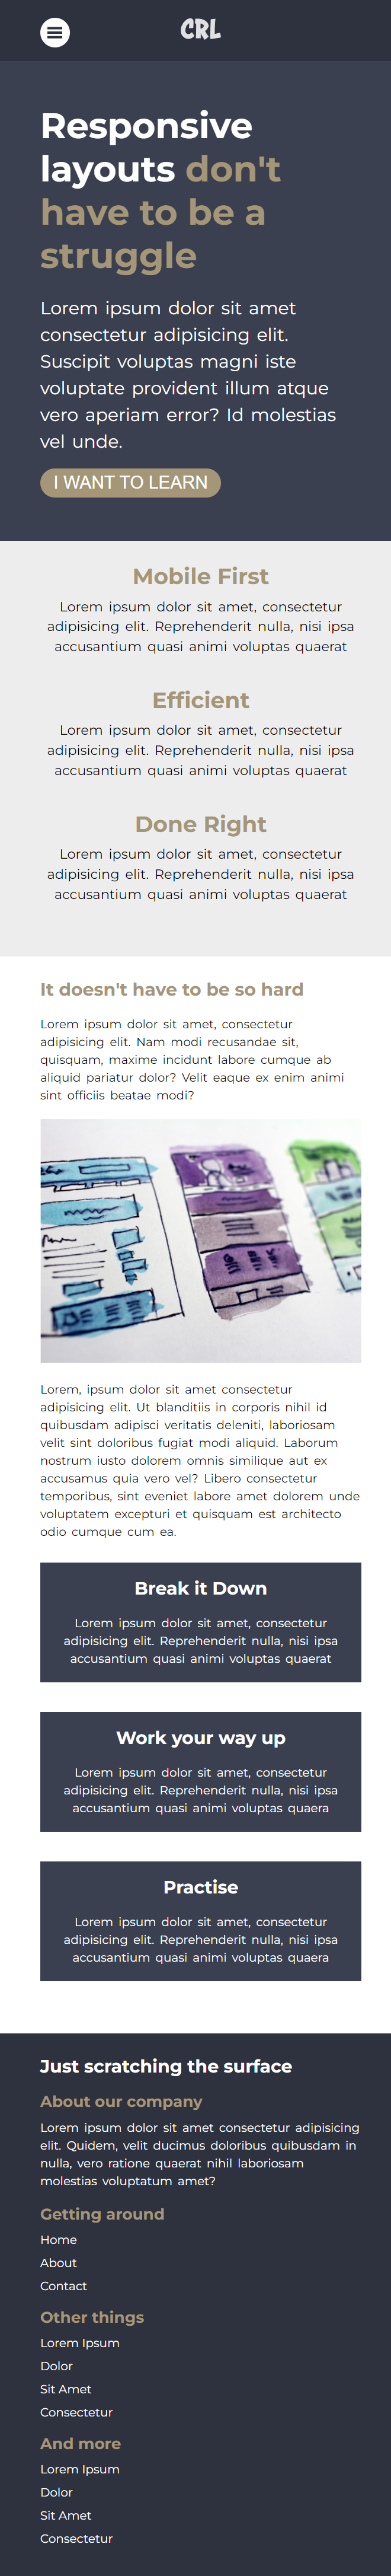 CRL
Responsive
layouts don't
have to be a
struggle
Lorem ipsum dolor sit amet
consectetur adipisicing elit.
Suscipit voluptas magni iste
voluptate provident illum atque
vero aperiam error? Id molestias
vel unde.
I WANT TO LEARN
Mobile First
Lorem ipsum dolor sit amet, consectetur
adipisicing elit. Reprehenderit nulla, nisi ipsa
accusantium quasi animi voluptas quaerat
Efficient
Lorem ipsum dolor sit amet, consectetur
adipisicing elit. Reprehenderit nulla, nisi ipsa
accusantium quasi animi voluptas quaerat
Done Right
Lorem ipsum dolor sit amet, consectetur
adipisicing elit. Reprehenderit nulla, nisi ipsa
accusantium quasi animi voluptas quaerat
It doesn't have to be so hard
Lorem ipsum dolor sit amet, consectetur
adipisicing elit. Nam modi recusandae sit,
quisquam, maxime incidunt labore cumque ab
aliquid pariatur dolor? Velit eaque ex enim animi
sint officiis beatae modi?
Lorem, ipsum dolor sit amet consectetur
adipisicing elit. Ut blanditiis in corporis nihil id
quibusdam adipisci veritatis deleniti, laboriosam
velit sint doloribus fugiat modi aliquid. Laborum
nostrum iusto dolorem omnis similique aut ex
accusamus quia vero vel? Libero consectetur
temporibus, sint eveniet labore amet dolorem unde
voluptatem excepturi et quisquam est architecto
odio cumque cum ea.
Break it Down
Lorem ipsum dolor sit amet, consectetur
adipisicing elit. Reprehenderit nulla, nisi ipsa
accusantium quasi animi voluptas quaerat
Work your way up
Lorem ipsum dolor sit amet, consectetur
adipisicing elit. Reprehenderit nulla, nisi ipsa
accusantium quasi animi voluptas quaera
Practise
Lorem ipsum dolor sit amet, consectetur
adipisicing elit. Reprehenderit nulla, nisi ipsa
accusantium quasi animi voluptas quaera
Just scratching the surface
About our company
Lorem ipsum dolor sit amet consectetur adipisicing
elit. Quidem, velit ducimus doloribus quibusdam in
nulla, vero ratione quaerat nihil laboriosam
molestias voluptatum amet?
Getting around
Home
About
Contact
Other things
Lorem Ipsum
Dolor
Sit Amet
Consectetur
And more
Lorem Ipsum
Dolor
Sit Amet
Consectetur